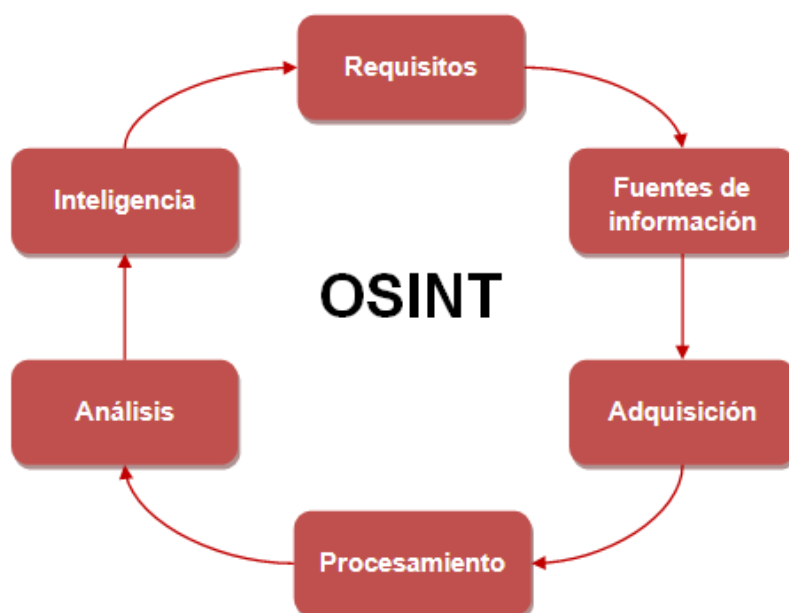 Requisitos
Fuentes de
información
Adquisición
Procesamiento
Análisis
Inteligencia
OSINT